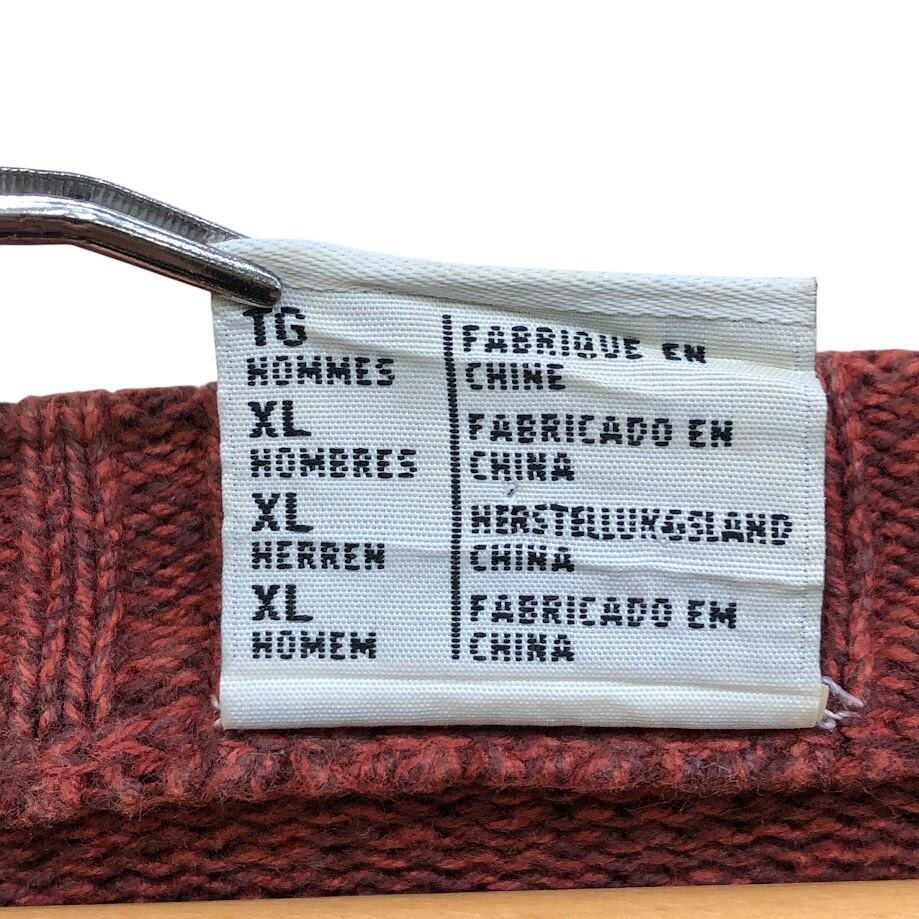 TG
HOMMES
XL
HOMBRES
XL
HERREN
XL
HOMEM
FABRIQUE EN
CHINE
FABRICADO EN
CHINA
HERSTELLUNGSLAND
CHINA
FABRICADO EM
CHINA